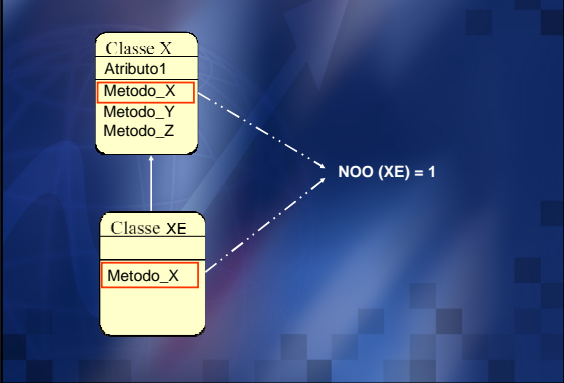 Classe X
Atributo1
Metodo_X
Metodo_Y
Metodo_Z
NOO (XE) = 1
Classe XE
Metodo_X